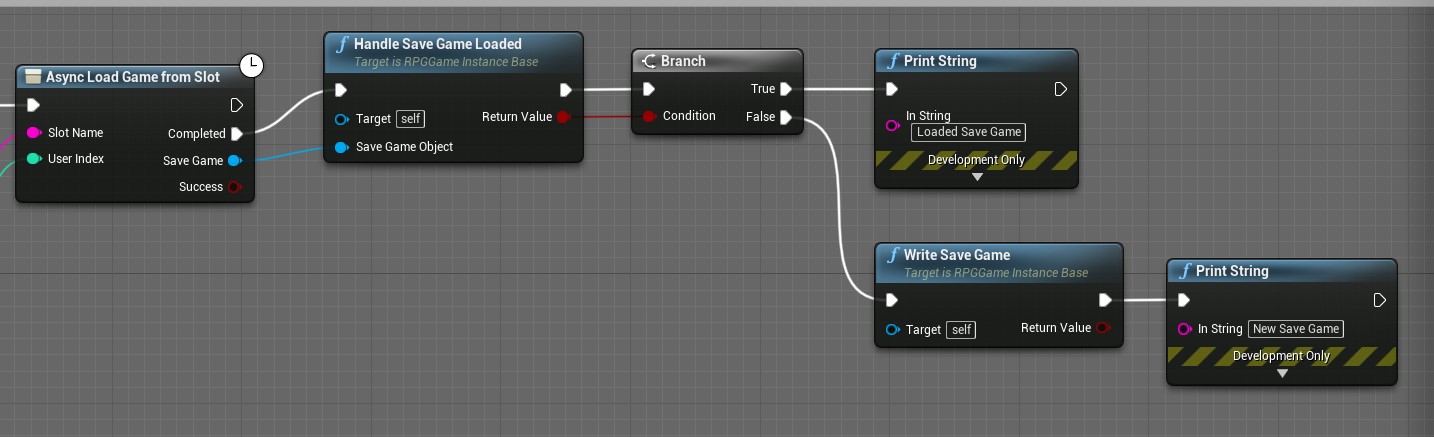 Async Load Game from Slot
Slot Name
Completed
User Index
Save Game
Success
Handle Save Game Loaded
Target is RPGGame Instance Base
Target self
Return Value
Save Game Object
Branch
True
Condition
False
Print String
In String
Loaded Save Game
Development Only
Write Save Game
Target is RPGGame Instance Base
Target self
Return Value
Print String
In String New Save Game
Development Only